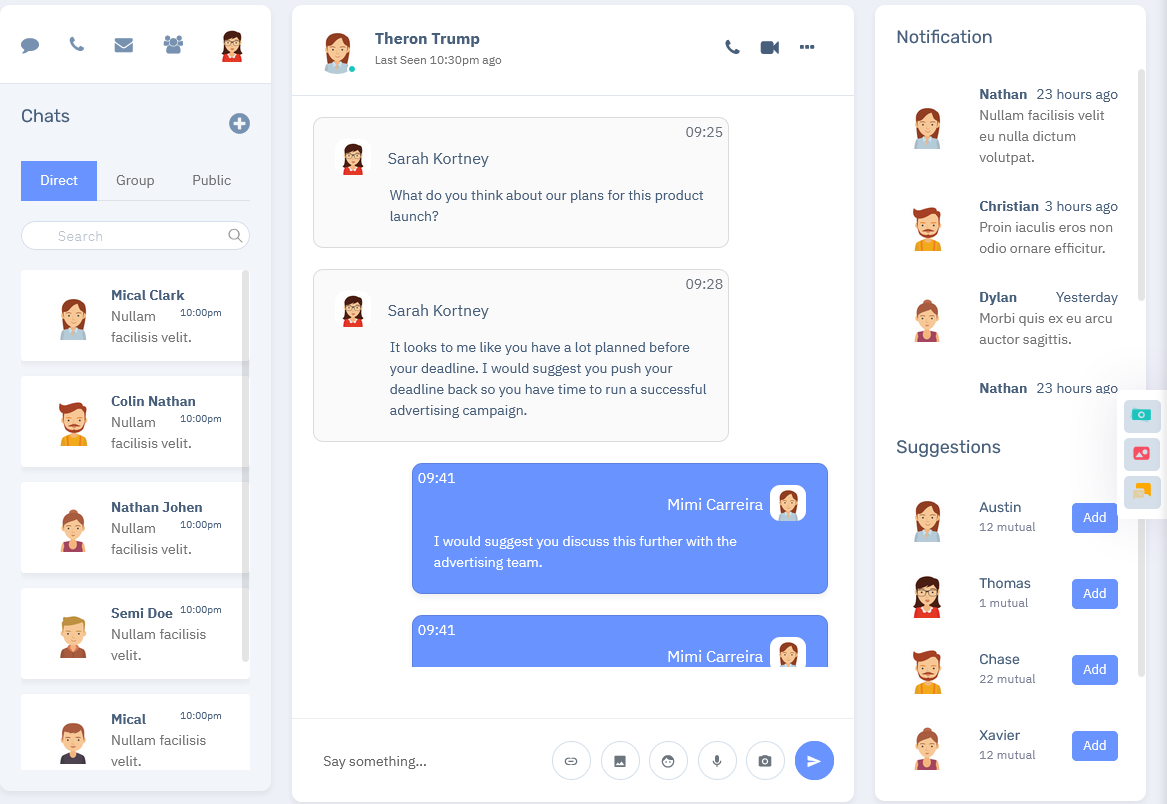 Chats
Direct Group Public
Search
Mical Clark
Nullam 10:00pm
facilisis velit.
Colin Nathan
Nullam 10:00pm
facilisis velit.
Nathan Johen
Nullam 10:00pm
facilisis velit.
Semi Doe 10:00pm
Nullam facilisis
velit.
Mical 10:00pm
Nullam facilisis
velit.
Theron Trump
Last Seen 10:30pm ago
09:25
Sarah Kortney
What do you think about our plans for this product
launch?
09:28
Sarah Kortney
It looks to me like you have a lot planned before
your deadline. I would suggest you push your
deadline back so you have time to run a successful
advertising campaign.
09:41
Mimi Carreira
I would suggest you discuss this further with the
advertising team.
09:41
Mimi Carreira
Say something...
Notification
Nathan 23 hours ago
Nullam facilisis velit
eu nulla dictum
volutpat.
Christian 3 hours ago
Proin iaculis eros non
odio ornare efficitur.
Dylan Yesterday
Morbi quis ex eu arcu
auctor sagittis.
Nathan 23 hours ago
Suggestions
Austin
12 mutual
Add
Thomas
1 mutual
Add
Chase
22 mutual
Add
Xavier
12 mutual
Add